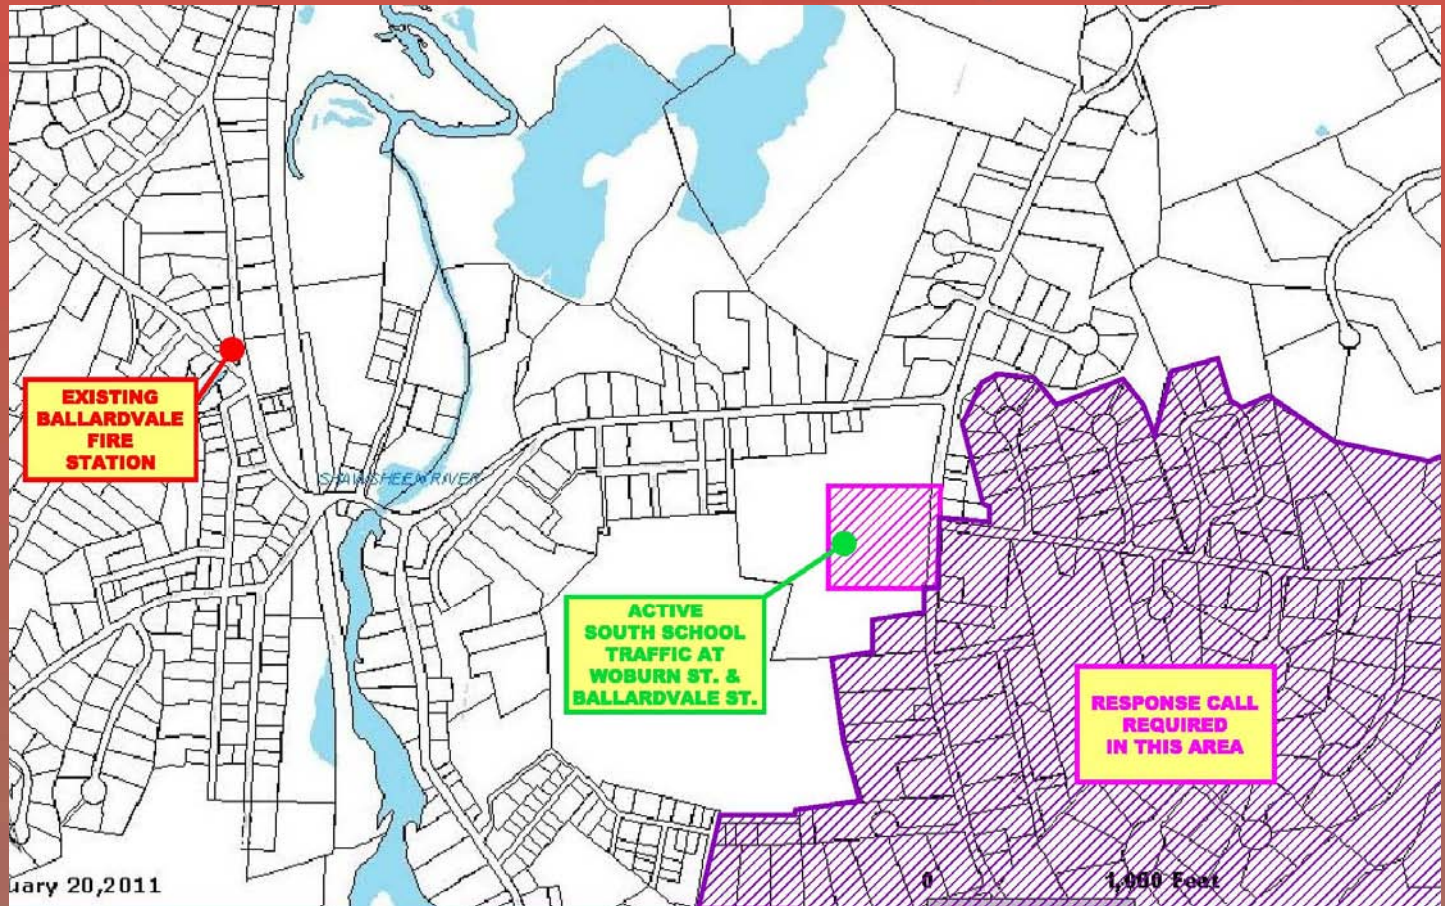 EXISTING
BALLARDVALE
FIRE
STATION
SHAWSHEEN RIVER
ACTIVE
SOUTH SCHOOL
TRAFFIC AT
WOBURN ST. &
BALLARDVALE ST.
RESPONSE CALL
REQUIRED
IN THIS AREA
uary 20,2011
0 1,000 Feet